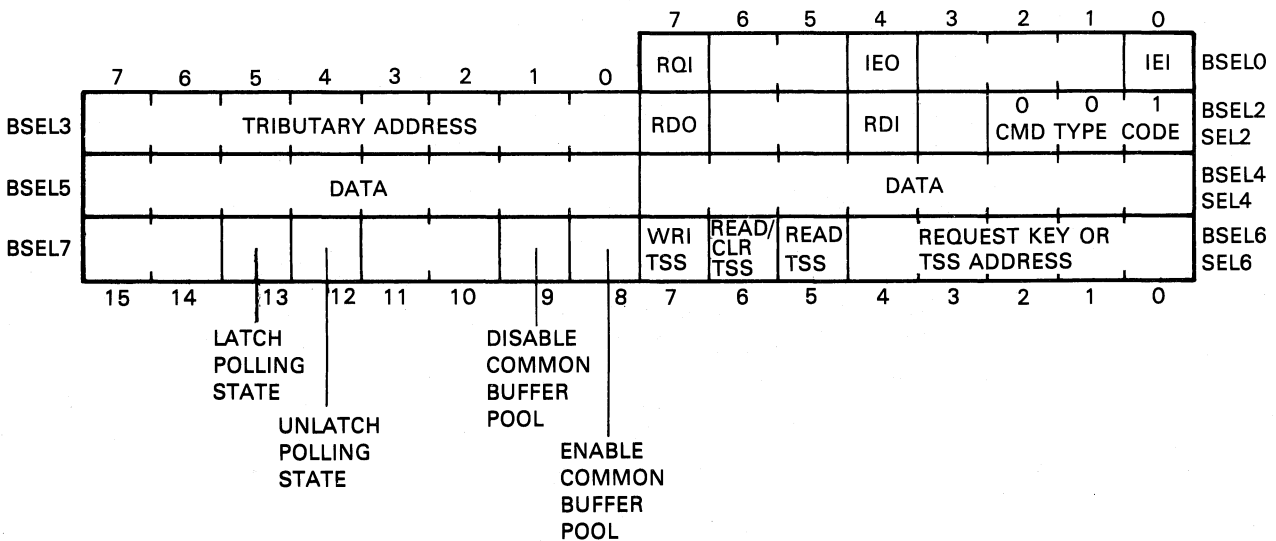 7 6 5 4 3 2 1 0
RQI IEO IEI BSEL0
7 6 5 4 3 2 1 0
BSEL3 TRIBUTARY ADDRESS RDO RDI 0 0 1 BSEL2
CMD TYPE CODE SEL2
BSEL5 DATA DATA BSEL4
SEL4
BSEL7 WRI READ/ READ REQUEST KEY OR BSEL6
TSS CLR TSS TSS ADDRESS SEL6
TSS
15 14 13 12 11 10 9 8 7 6 5 4 3 2 1 0
LATCH
POLLING
STATE
UNLATCH
POLLING
STATE
DISABLE
COMMON
BUFFER
POOL
ENABLE
COMMON
BUFFER
POOL